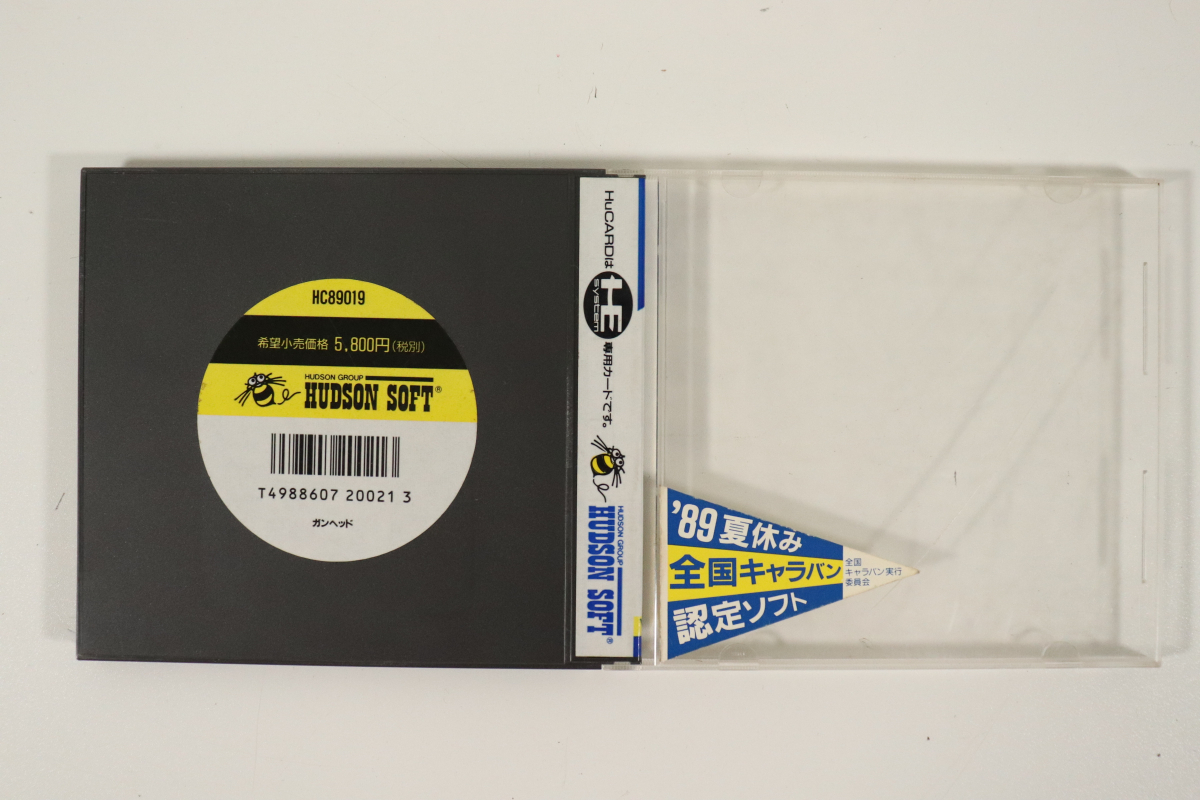 HC89019
希望小売価格 5,800円(税別)
HUDSON GROUP
HUDSON SOFT®
T4988607 20021 3
ガンヘッド
HuCARDは
HE
system
専用カードです。
HUDSON GROUP
HUDSON SOFT®
'89 夏休み
全国キャラバン
認定ソフト
全国
キャラバン実行
委員会